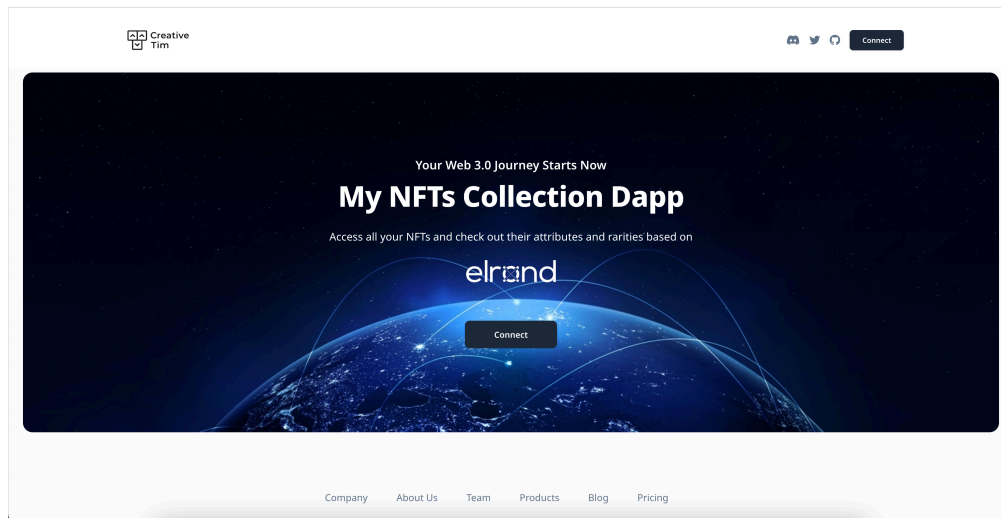 Creative
Tim
Connect
Your Web 3.0 Journey Starts Now
My NFTs Collection Dapp
Access all your NFTs and check out their attributes and rarities based on
elrond
Connect
Company About Us Team Products Blog Pricing